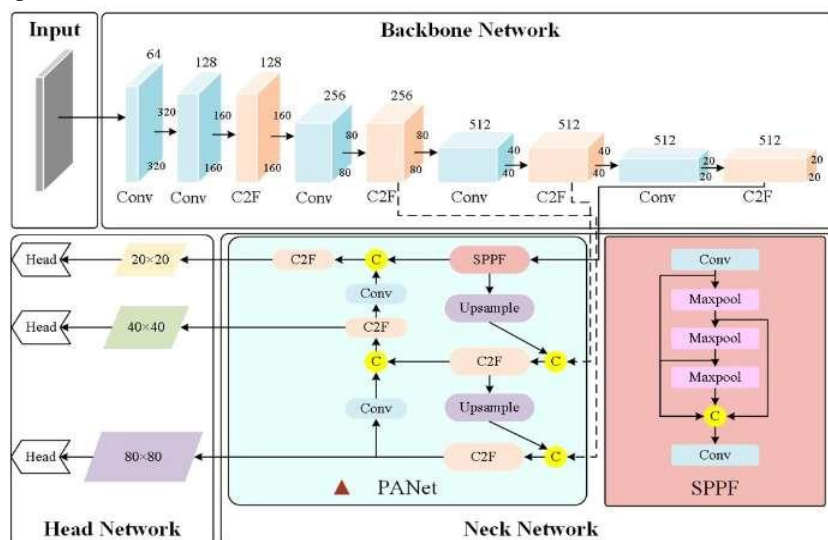 Input
Backbone Network
64
128
128
256
256
512
512
512
512
320
320
160
160
160
160
80
80
80
80
40
40
40
40
20
20
20
20
Conv
Conv
C2F
Conv
C2F
Conv
C2F
Conv
C2F
Head
20×20
C2F
C
SPPF
Conv
Conv
Upsample
Maxpool
Head
40×40
C2F
Maxpool
C
C2F
C
Maxpool
Conv
Upsample
C
Head
80×80
C2F
C
Conv
PANet
SPPF
Head Network
Neck Network